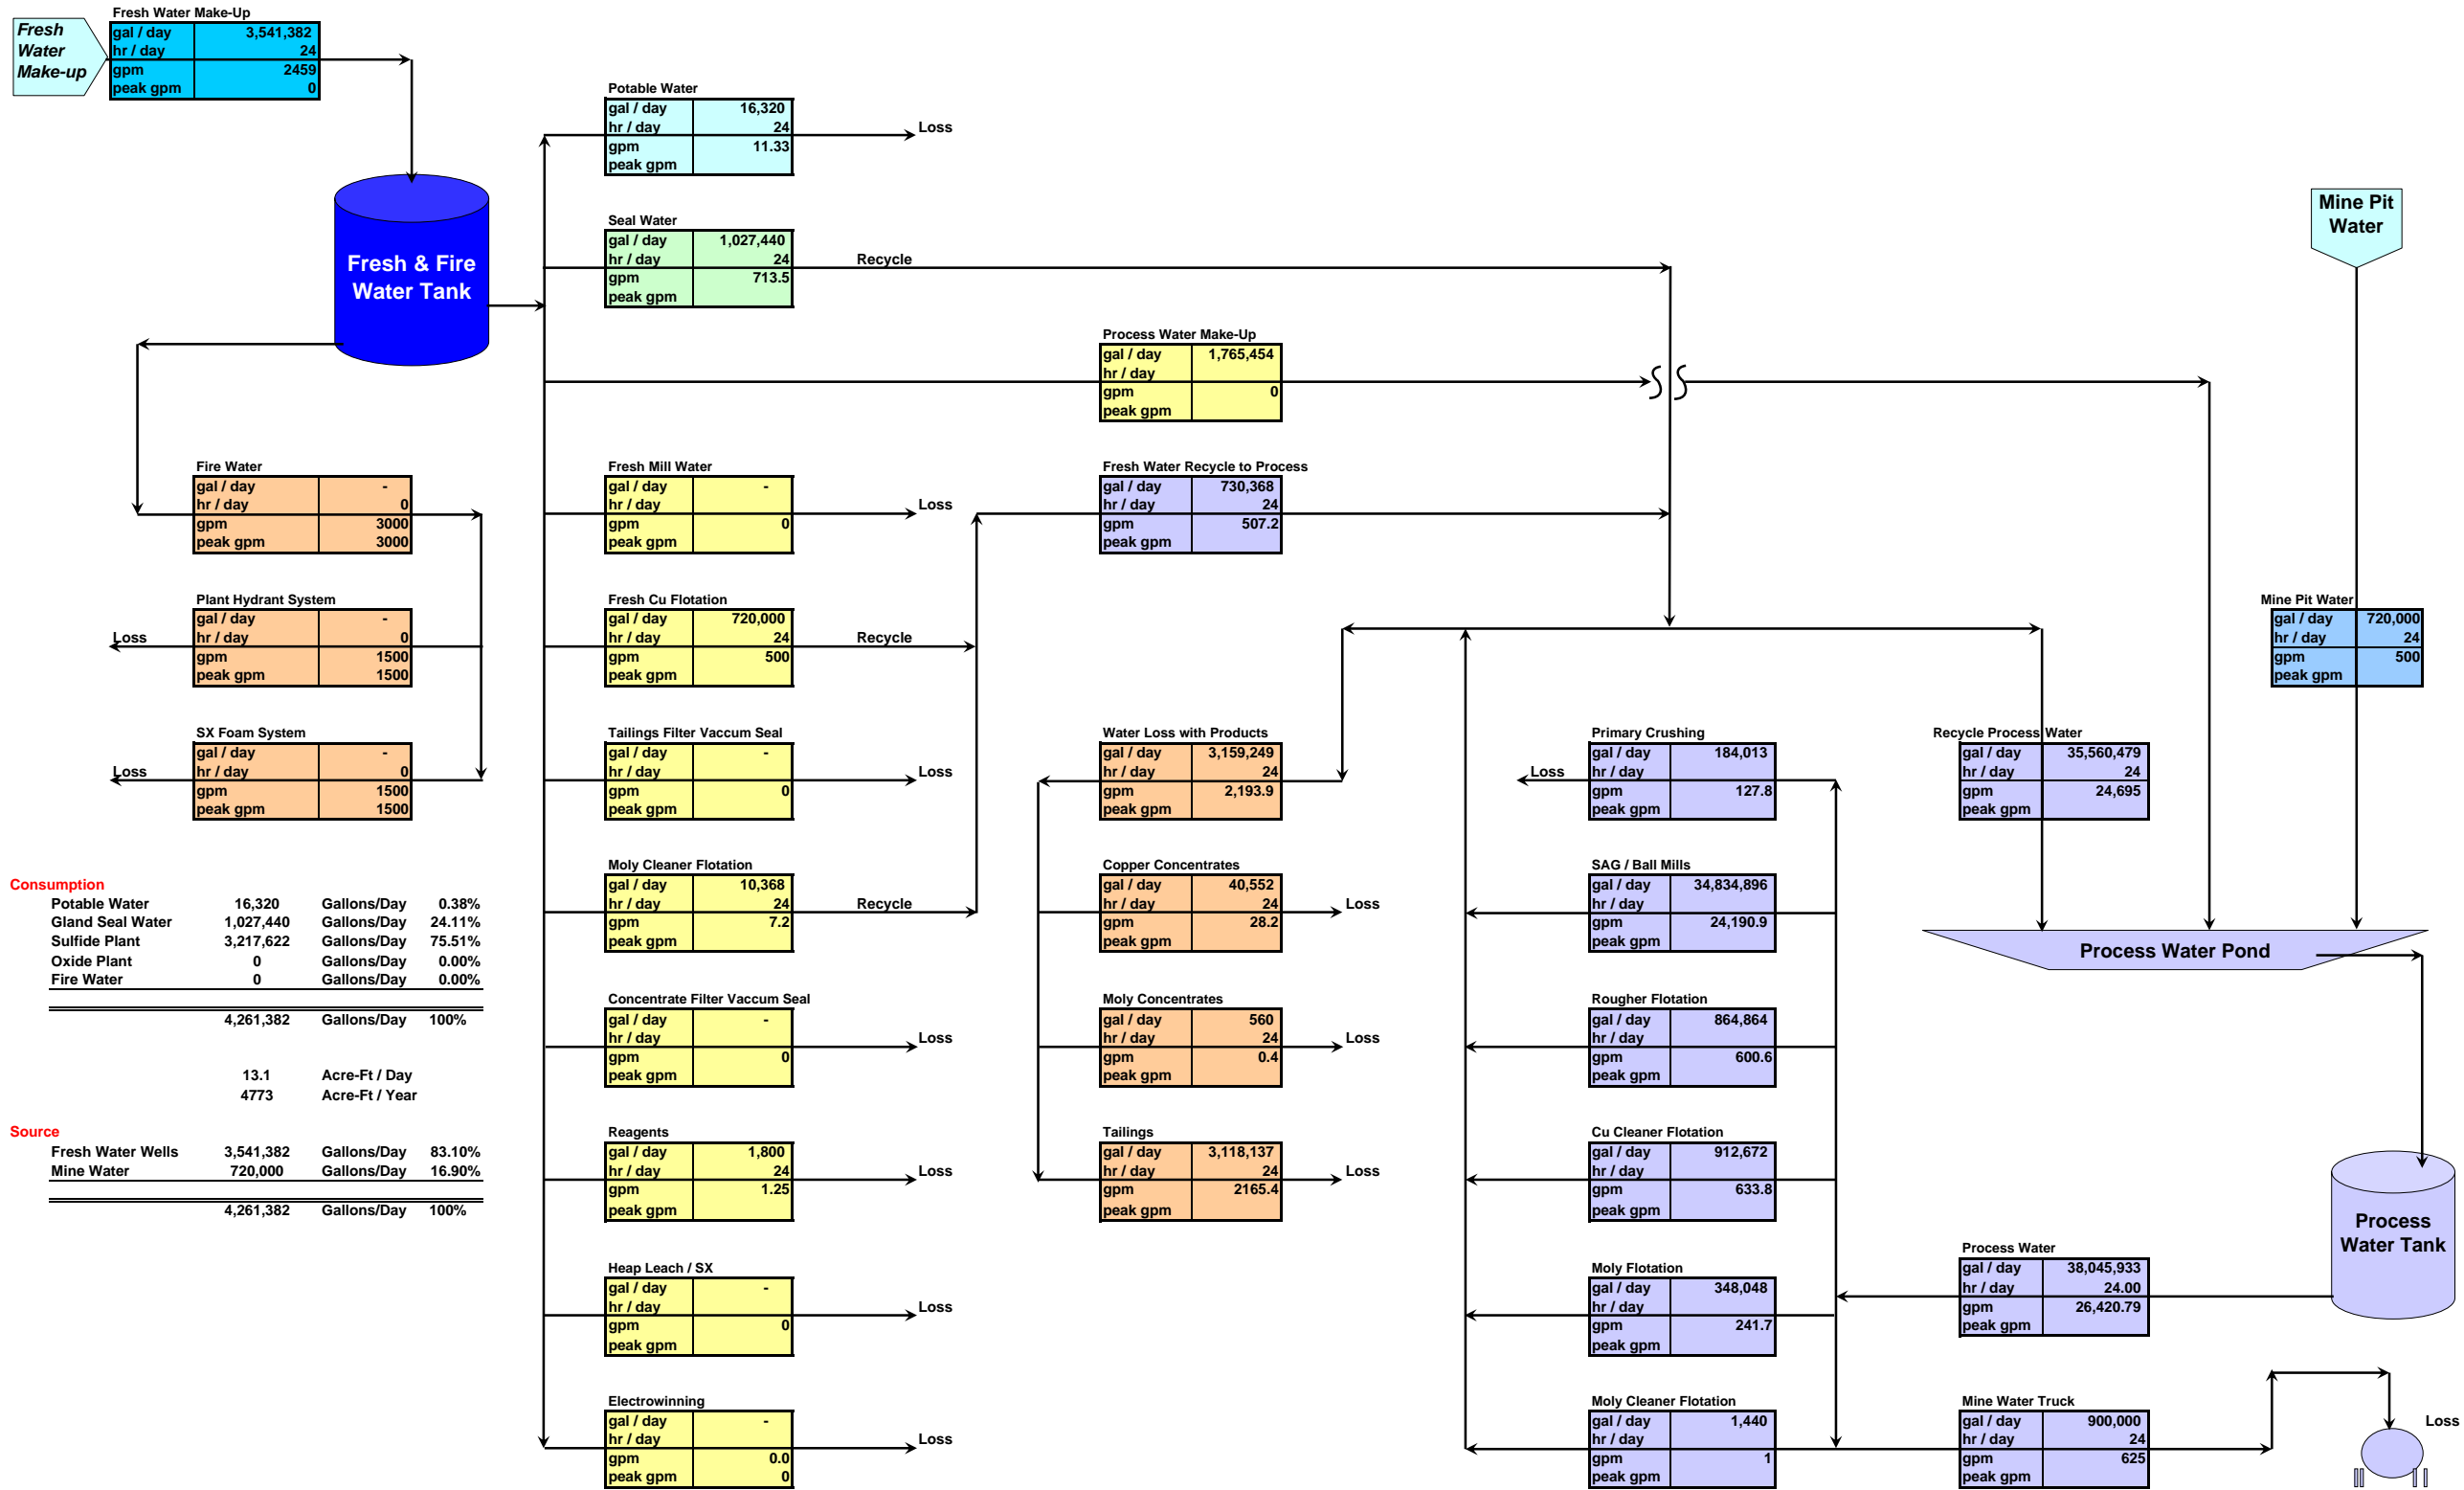 Fresh
Water
Make-up
Fresh Water Make-Up
gal / day 3,541,382
hr / day 24
gpm 2459
peak gpm 0
Fresh & Fire
Water Tank
Potable Water
gal / day 16,320
hr / day 24
gpm 11.33
peak gpm
Loss
Seal Water
gal / day 1,027,440
hr / day 24
gpm 713.5
peak gpm
Recycle
Mine Pit
Water
Process Water Make-Up
gal / day 1,765,454
hr / day
gpm 0
peak gpm
Fire Water
gal / day -
hr / day 0
gpm 3000
peak gpm 3000
Fresh Mill Water
gal / day -
hr / day
gpm 0
peak gpm
Loss
Fresh Water Recycle to Process
gal / day 730,368
hr / day 24
gpm 507.2
peak gpm
Plant Hydrant System
gal / day -
hr / day 0
gpm 1500
peak gpm 1500
Loss
Fresh Cu Flotation
gal / day 720,000
hr / day 24
gpm 500
peak gpm
Recycle
Mine Pit Water
gal / day 720,000
hr / day 24
gpm 500
peak gpm
SX Foam System
gal / day -
hr / day 0
gpm 1500
peak gpm 1500
Loss
Tailings Filter Vaccum Seal
gal / day -
hr / day
gpm 0
peak gpm
Loss
Water Loss with Products
gal / day 3,159,249
hr / day 24
gpm 2,193.9
peak gpm
Primary Crushing
gal / day 184,013
hr / day
gpm 127.8
peak gpm
Loss
Recycle Process Water
gal / day 35,560,479
hr / day 24
gpm 24,695
peak gpm
Moly Cleaner Flotation
gal / day 10,368
hr / day 24
gpm 7.2
peak gpm
Recycle
Copper Concentrates
gal / day 40,552
hr / day 24
gpm 28.2
peak gpm
Loss
SAG / Ball Mills
gal / day 34,834,896
hr / day
gpm 24,190.9
peak gpm
Process Water Pond
Consumption
Potable Water 16,320 Gallons/Day 0.38%
Gland Seal Water 1,027,440 Gallons/Day 24.11%
Sulfide Plant 3,217,622 Gallons/Day 75.51%
Oxide Plant 0 Gallons/Day 0.00%
Fire Water 0 Gallons/Day 0.00%
4,261,382 Gallons/Day 100%
13.1 Acre-Ft / Day
4773 Acre-Ft / Year
Source
Fresh Water Wells 3,541,382 Gallons/Day 83.10%
Mine Water 720,000 Gallons/Day 16.90%
4,261,382 Gallons/Day 100%
Concentrate Filter Vaccum Seal
gal / day -
hr / day
gpm 0
peak gpm
Loss
Moly Concentrates
gal / day 560
hr / day 24
gpm 0.4
peak gpm
Loss
Rougher Flotation
gal / day 864,864
hr / day
gpm 600.6
peak gpm
Reagents
gal / day 1,800
hr / day 24
gpm 1.25
peak gpm
Loss
Tailings
gal / day 3,118,137
hr / day 24
gpm 2165.4
peak gpm
Loss
Cu Cleaner Flotation
gal / day 912,672
hr / day
gpm 633.8
peak gpm
Process
Water Tank
Heap Leach / SX
gal / day -
hr / day
gpm 0
peak gpm
Loss
Moly Flotation
gal / day 348,048
hr / day
gpm 241.7
peak gpm
Process Water
gal / day 38,045,933
hr / day 24.00
gpm 26,420.79
peak gpm
Electrowinning
gal / day -
hr / day
gpm 0.0
peak gpm 0
Loss
Moly Cleaner Flotation
gal / day 1,440
hr / day
gpm 1
peak gpm
Mine Water Truck
gal / day 900,000
hr / day 24
gpm 625
peak gpm
Loss